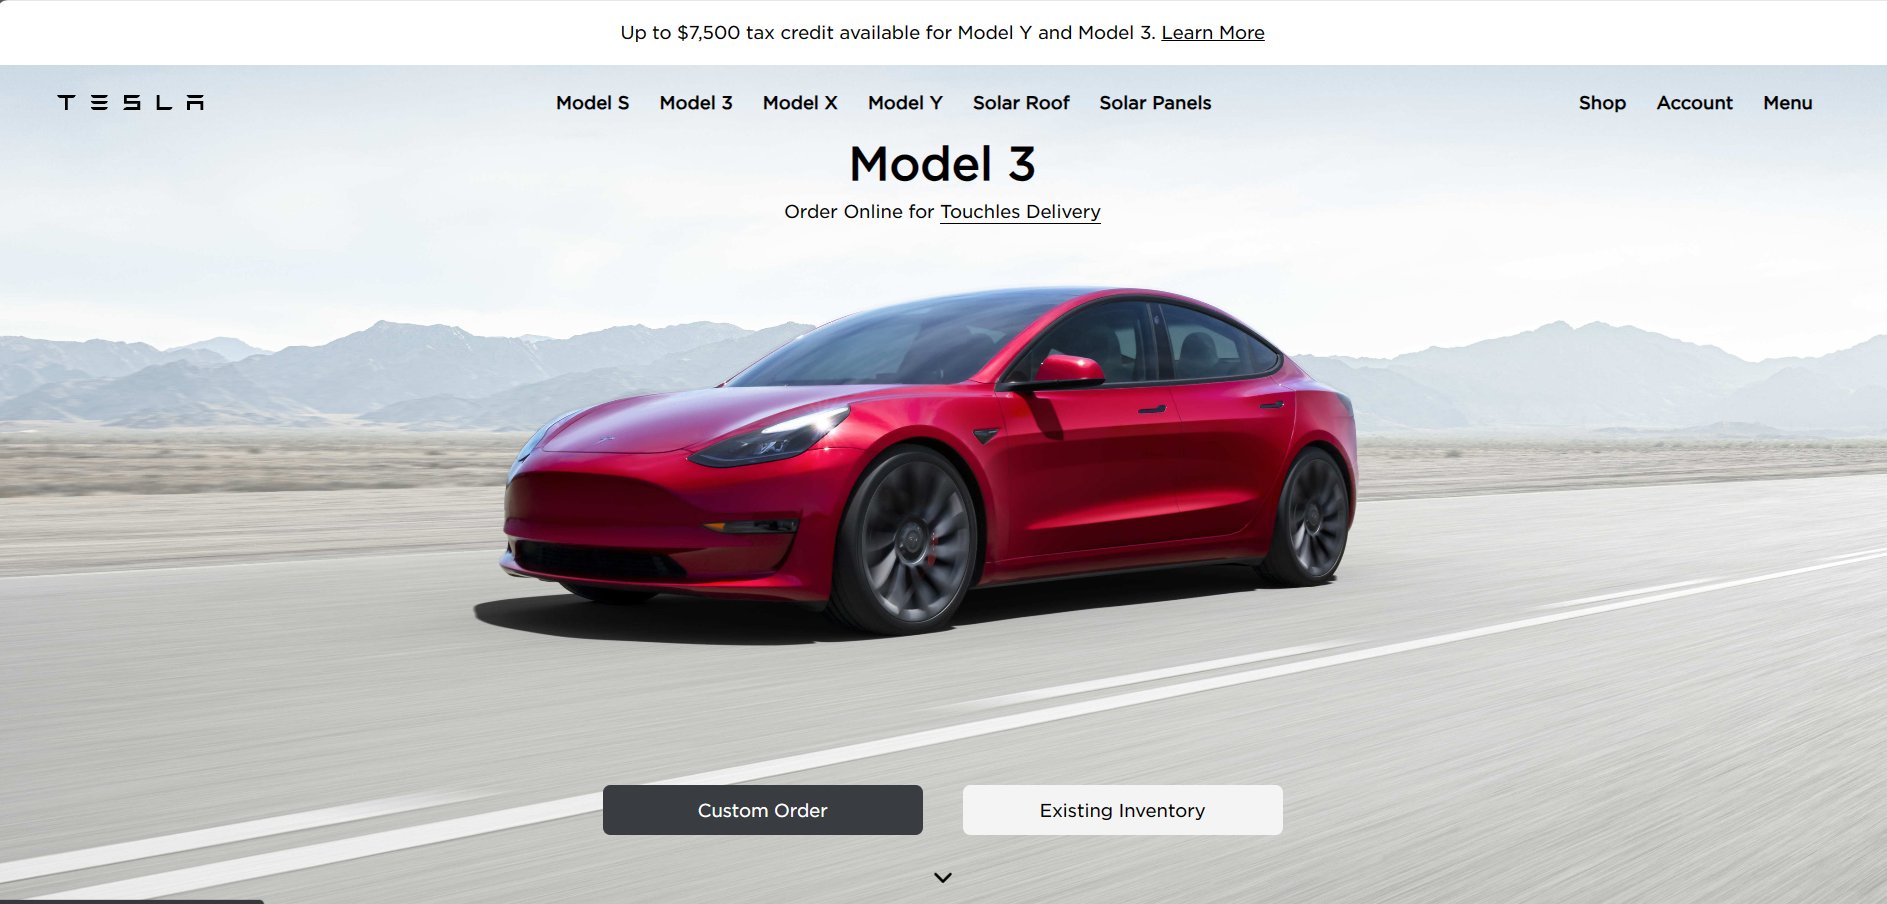 Up to $7,500 tax credit available for Model Y and Model 3. Learn More
TESLA
Model S Model 3 Model X Model Y Solar Roof Solar Panels
Shop Account Menu
Model 3
Order Online for Touchles Delivery
Custom Order
Existing Inventory